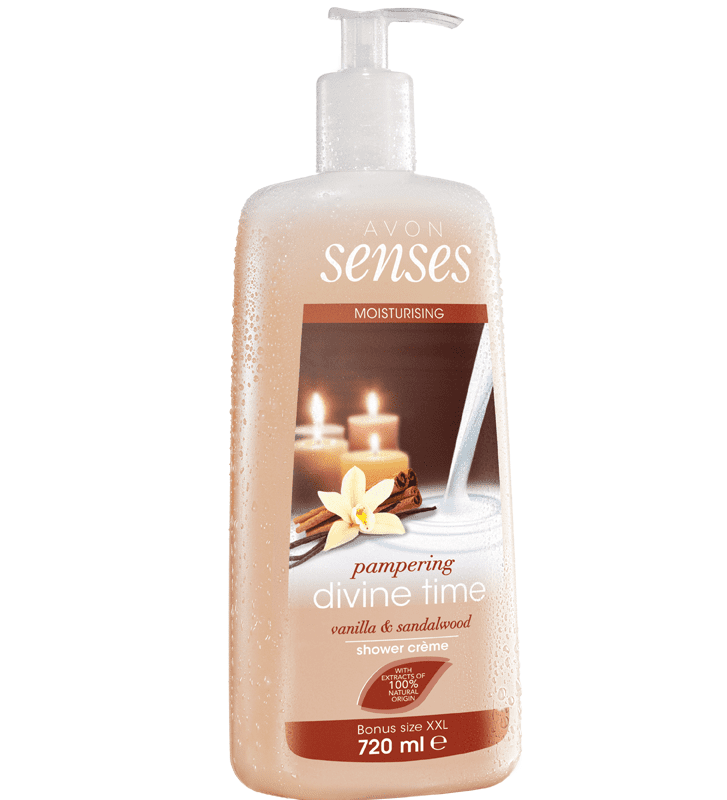 AVON
senses
MOISTURISING
pampering
divine time
vanilla & sandalwood
shower crème
WITH
EXTRACTS OF
100%
NATURAL
ORIGIN
Bonus size XXL
720 ml ℮